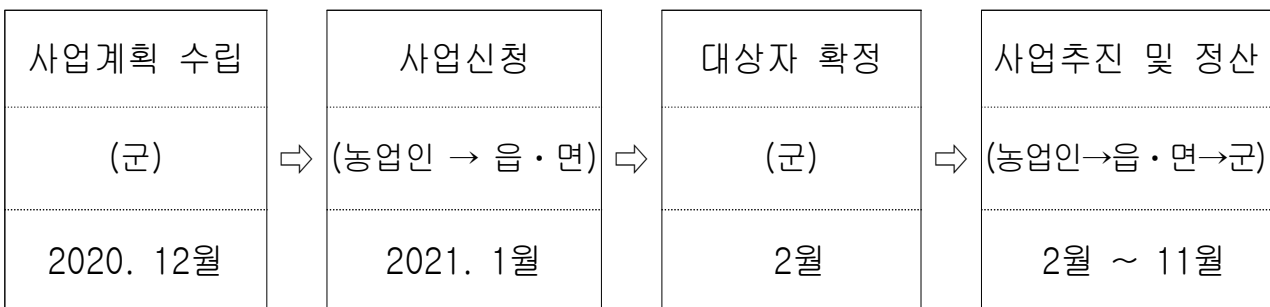 사업계획 수립
(군)
2020. 12월
⇨
사업신청
(농업인 → 읍·면)
2021. 1월
⇨
대상자 확정
(군)
2월
⇨
사업추진 및 정산
(농업인→읍·면→군)
2월 ~ 11월